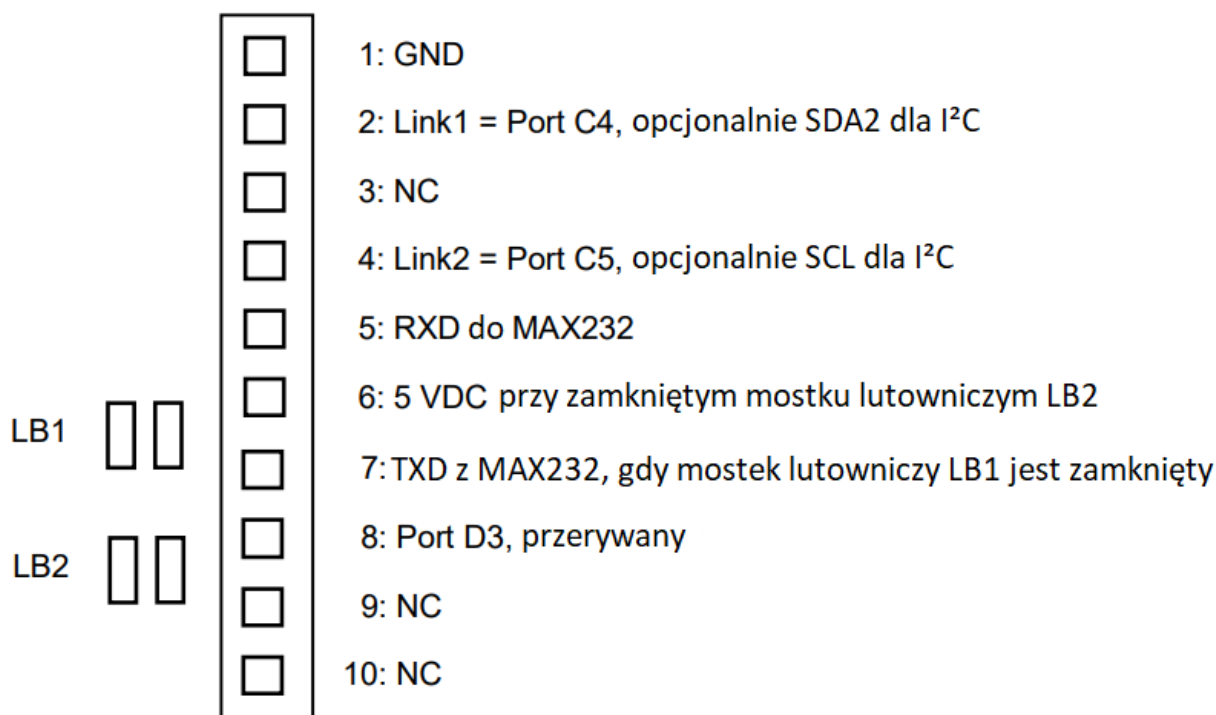 1: GND
2: Link1 = Port C4, opcjonalnie SDA2 dla I²C
3: NC
4: Link2 = Port C5, opcjonalnie SCL dla I²C
5: RXD do MAX232
6: 5 VDC przy zamkniętym mostku lutowniczym LB2
LB1
7: TXD z MAX232, gdy mostek lutowniczy LB1 jest zamknięty
8: Port D3, przerywany
LB2
9: NC
10: NC